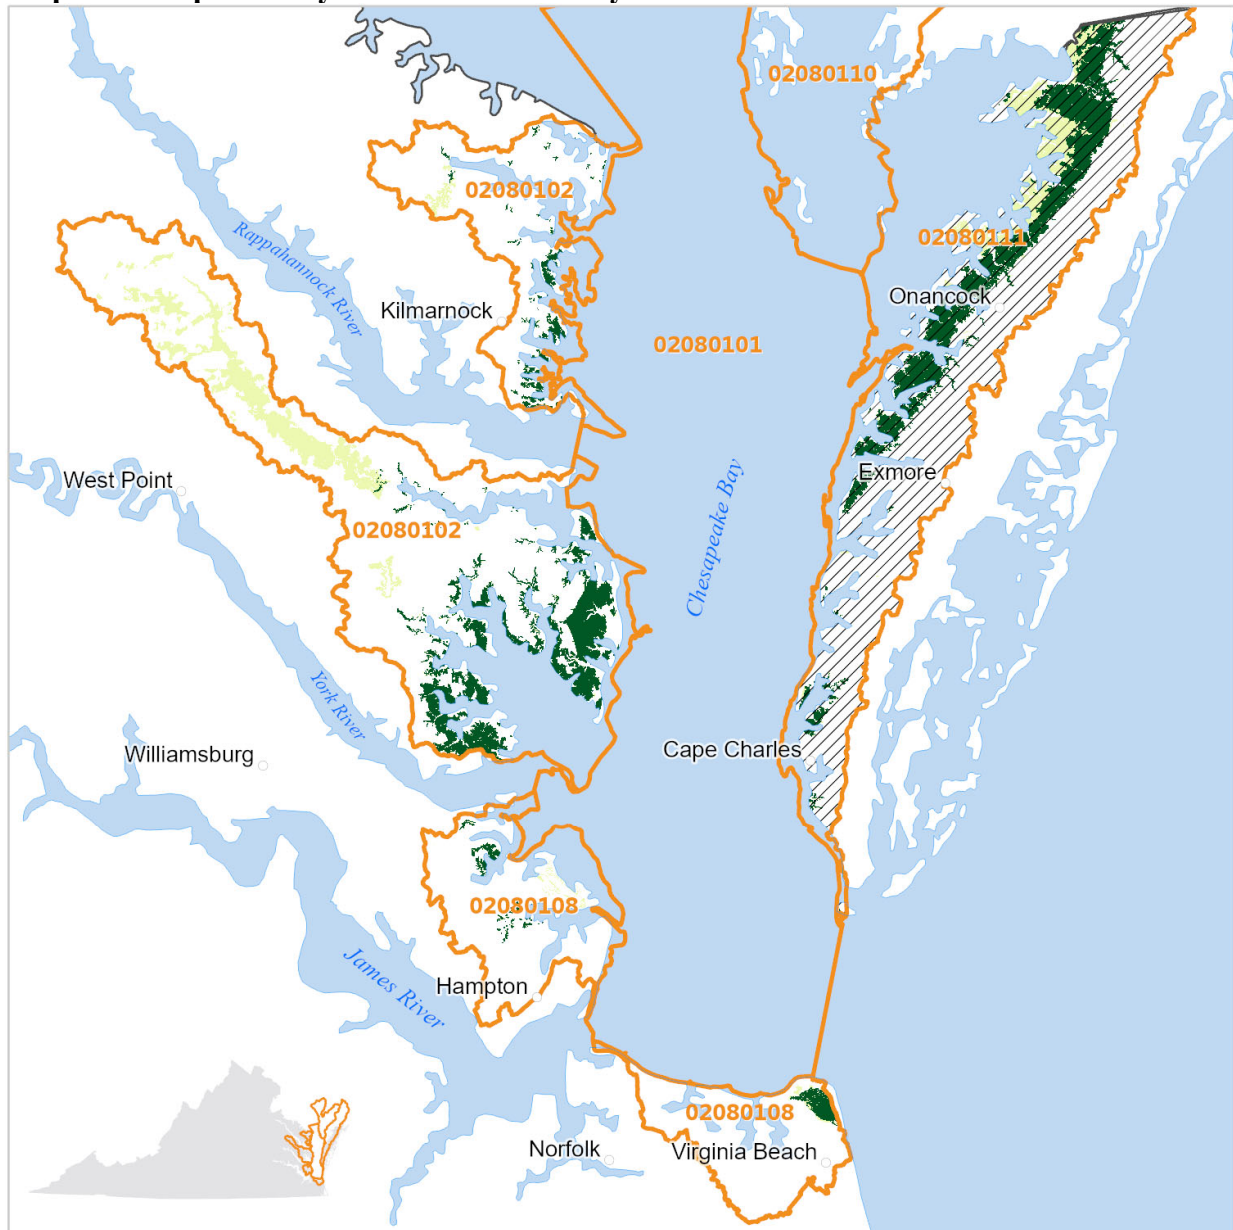 02080110
02080102
02080111
Rappahannock River
Onancock
Kilmarnock
02080101
Exmore
West Point
02080102
Chesapeake Bay
York River
Cape Charles
Williamsburg
02080108
James River
Hampton
02080108
Norfolk
Virginia Beach